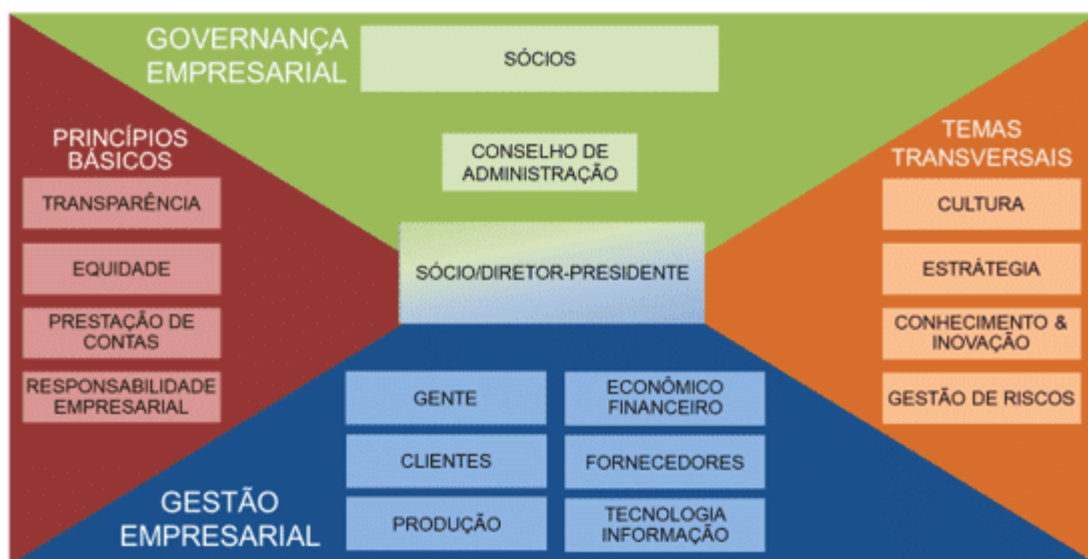 GOVERNANÇA
EMPRESARIAL
SÓCIOS
CONSELHO DE
ADMINISTRAÇÃO
PRINCÍPIOS
BÁSICOS
TRANSPARÊNCIA
EQUIDADE
PRESTAÇÃO DE
CONTAS
RESPONSABILIDADE
EMPRESARIAL
SÓCIO/DIRETOR-PRESIDENTE
TEMAS
TRANSVERSAIS
CULTURA
ESTRÁTÉGIA
CONHECIMENTO &
INOVAÇÃO
GESTÃO DE RISCOS
GESTÃO
EMPRESARIAL
GENTE
ECONÔMICO
FINANCEIRO
CLIENTES
FORNECEDORES
PRODUÇÃO
TECNOLOGIA
INFORMAÇÃO